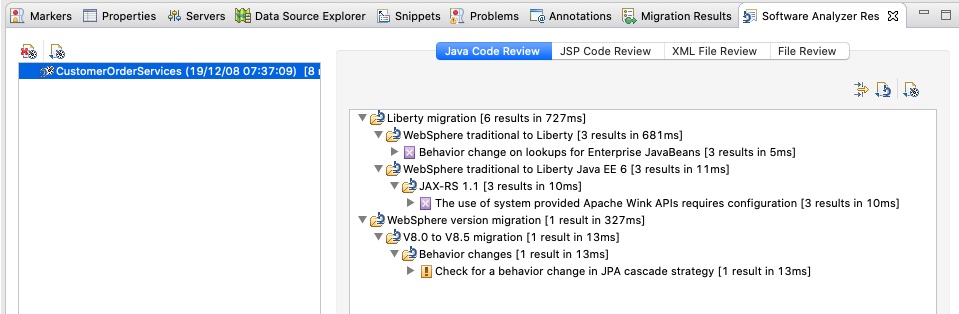 Markers Properties Servers Data Source Explorer Snippets Problems Annotations Migration Results Software Analyzer Res
Java Code Review JSP Code Review XML File Review File Review
CustomerOrderServices (19/12/08 07:37:09) [8 r
Liberty migration [6 results in 727ms]
WebSphere traditional to Liberty [3 results in 681ms]
Behavior change on lookups for Enterprise JavaBeans [3 results in 5ms]
WebSphere traditional to Liberty Java EE 6 [3 results in 11ms]
JAX-RS 1.1 [3 results in 10ms]
The use of system provided Apache Wink APIs requires configuration [3 results in 10ms]
WebSphere version migration [1 result in 327ms]
V8.0 to V8.5 migration [1 result in 13ms]
Behavior changes [1 result in 13ms]
Check for a behavior change in JPA cascade strategy [1 result in 13ms]